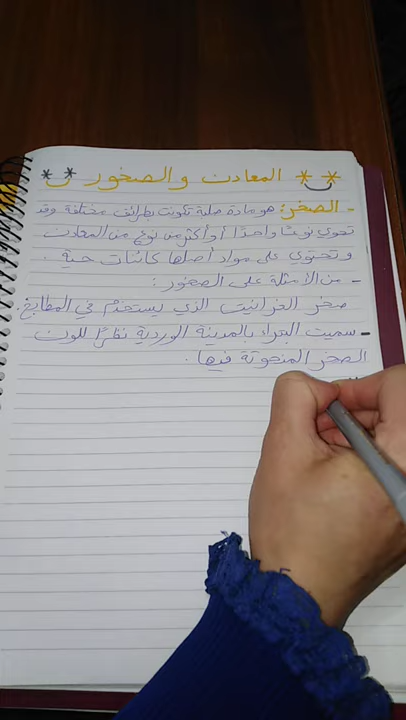 المعادن والصخور
- الصخر: هو مادة صلبة تكونت بطرائق مختلفة وقد
تحوي نوعًا واحدًا أو أكثر من نوع من المعادن
وتحتوي على مواد أصلها كائنات حية .
- من الأمثلة على الصخور :
صخر الغرانيت الذي يستخدم في المطابخ
- سميت البتراء بالمدينة الوردية نظرًا للون
الصخر المنحوتة فيها .